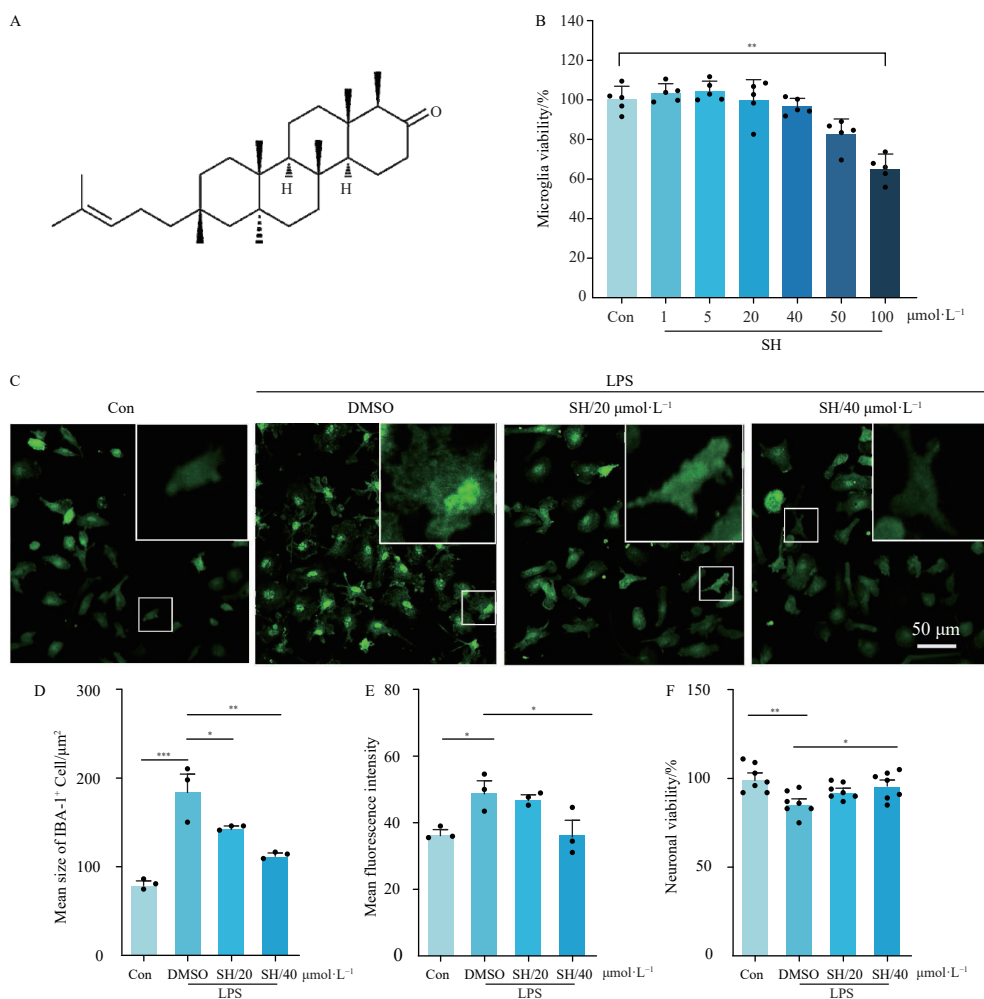 A
O
H
H
B
Microglia viability/%
140
120
100
80
60
40
20
0
**
Con 1 5 20 40 50 100 μmol·L⁻¹
SH
C
LPS
Con DMSO SH/20 μmol·L⁻¹ SH/40 μmol·L⁻¹
50 μm
D
Mean size of IBA-1⁺ Cell/μm²
300
200
100
0
***
*
**
Con DMSO SH/20 SH/40 μmol·L⁻¹
LPS
E
Mean fluorescence intensity
80
60
40
20
0
*
*
Con DMSO SH/20 SH/40 μmol·L⁻¹
LPS
F
Neuronal viability/%
150
100
50
0
**
*
Con DMSO SH/20 SH/40 μmol·L⁻¹
LPS